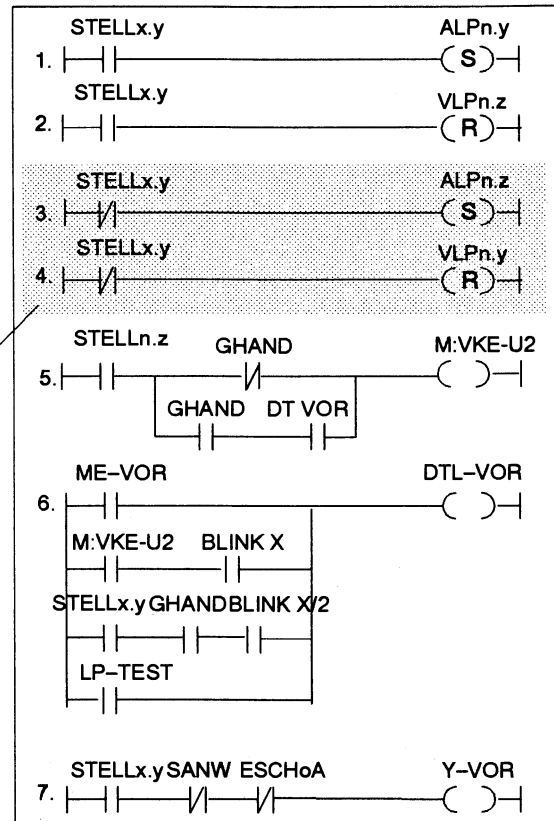 STELLx.y ALPn.y
1. ( S )
STELLx.y VLPn.z
2. ( R )
STELLx.y ALPn.z
3. ( S )
STELLx.y VLPn.y
4. ( R )
STELLn.z GHAND M:VKE-U2
5. ( )
GHAND DT VOR
ME–VOR DTL–VOR
6. ( )
M:VKE-U2 BLINK X
STELLx.y GHAND BLINK X/2
LP–TEST
STELLx.y SANW ESCHoA Y–VOR
7. ( )